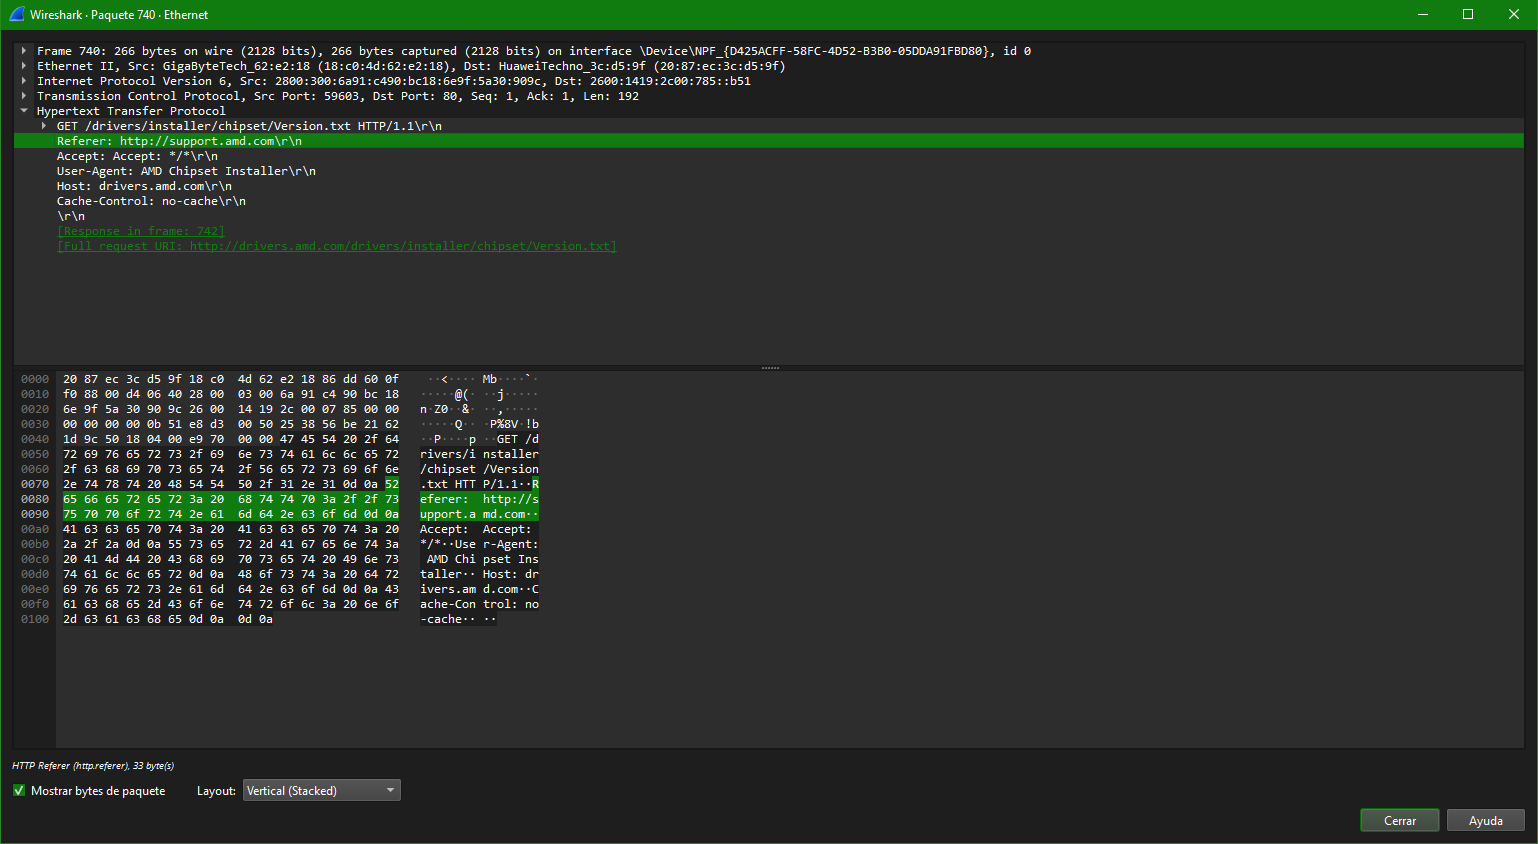 Wireshark · Paquete 740 · Ethernet
Frame 740: 266 bytes on wire (2128 bits), 266 bytes captured (2128 bits) on interface \Device\NPF_{D425ACFF-58FC-4D52-B3B0-05DDA91FBD80}, id 0
Ethernet II, Src: GigaByteTech_62:e2:18 (18:c0:4d:62:e2:18), Dst: HuaweiTechno_3c:d5:9f (20:87:ec:3c:d5:9f)
Internet Protocol Version 6, Src: 2800:300:6a91:c490:bc18:6e9f:5a30:909c, Dst: 2600:1419:2c00:785::b51
Transmission Control Protocol, Src Port: 59603, Dst Port: 80, Seq: 1, Ack: 1, Len: 192
Hypertext Transfer Protocol
GET /drivers/installer/chipset/Version.txt HTTP/1.1\r\n
Referer: http://support.amd.com\r\n
Accept: Accept: */*\r\n
User-Agent: AMD Chipset Installer\r\n
Host: drivers.amd.com\r\n
Cache-Control: no-cache\r\n
\r\n
[Response in frame: 742]
[Full request URI: http://drivers.amd.com/drivers/installer/chipset/Version.txt]
0000 20 87 ec 3c d5 9f 18 c0 4d 62 e2 18 86 dd 60 0f ··<···· Mb····`·
0010 f0 88 00 d4 06 40 28 00 03 00 6a 91 c4 90 bc 18 ·····@(· ··j·····
0020 6e 9f 5a 30 90 9c 26 00 14 19 2c 00 07 85 00 00 n·Z0··&· ··,·····
0030 00 00 00 00 0b 51 e8 d3 00 50 25 38 56 be 21 62 ·····Q·· ·P%8V·!b
0040 1d 9c 50 18 04 00 e9 70 00 00 47 45 54 20 2f 64 ··P····p ··GET /d
0050 72 69 76 65 72 73 2f 69 6e 73 74 61 6c 6c 65 72 rivers/i nstaller
0060 2f 63 68 69 70 73 65 74 2f 56 65 72 73 69 6f 6e /chipset /Version
0070 2e 74 78 74 20 48 54 54 50 2f 31 2e 31 0d 0a 52 .txt HTT P/1.1··R
0080 65 66 65 72 65 72 3a 20 68 74 74 70 3a 2f 2f 73 eferer:  http://s
0090 75 70 70 6f 72 74 2e 61 6d 64 2e 63 6f 6d 0d 0a upport.a md.com··
00a0 41 63 63 65 70 74 3a 20 41 63 63 65 70 74 3a 20 Accept:  Accept:
00b0 2a 2f 2a 0d 0a 55 73 65 72 2d 41 67 65 6e 74 3a */*··Use r-Agent:
00c0 20 41 4d 44 20 43 68 69 70 73 65 74 20 49 6e 73  AMD Chi pset Ins
00d0 74 61 6c 6c 65 72 0d 0a 48 6f 73 74 3a 20 64 72 taller·· Host: dr
00e0 69 76 65 72 73 2e 61 6d 64 2e 63 6f 6d 0d 0a 43 ivers.am d.com··C
00f0 61 63 68 65 2d 43 6f 6e 74 72 6f 6c 3a 20 6e 6f ache-Con trol: no
0100 2d 63 61 63 68 65 0d 0a 0d 0a -cache·· ··
HTTP Referer (http.referer), 33 byte(s)
Mostrar bytes de paquete
Layout: Vertical (Stacked)
Cerrar
Ayuda